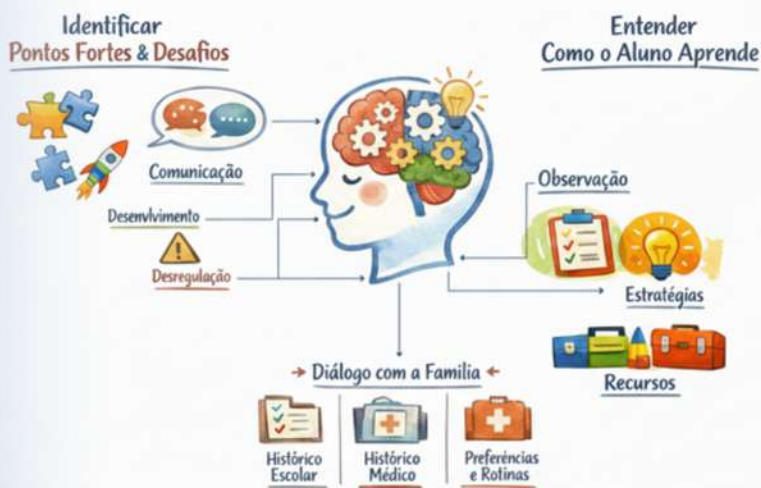 Identificar
Pontos Fortes & Desafios
Entender
Como o Aluno Aprende
Comunicação
Desenvlvimento
Desregulação
Observação
Estratégias
Recursos
Diálogo com a Familia
Histórico
Escolar
Histórico
Médico
Preferências
e Rotinas